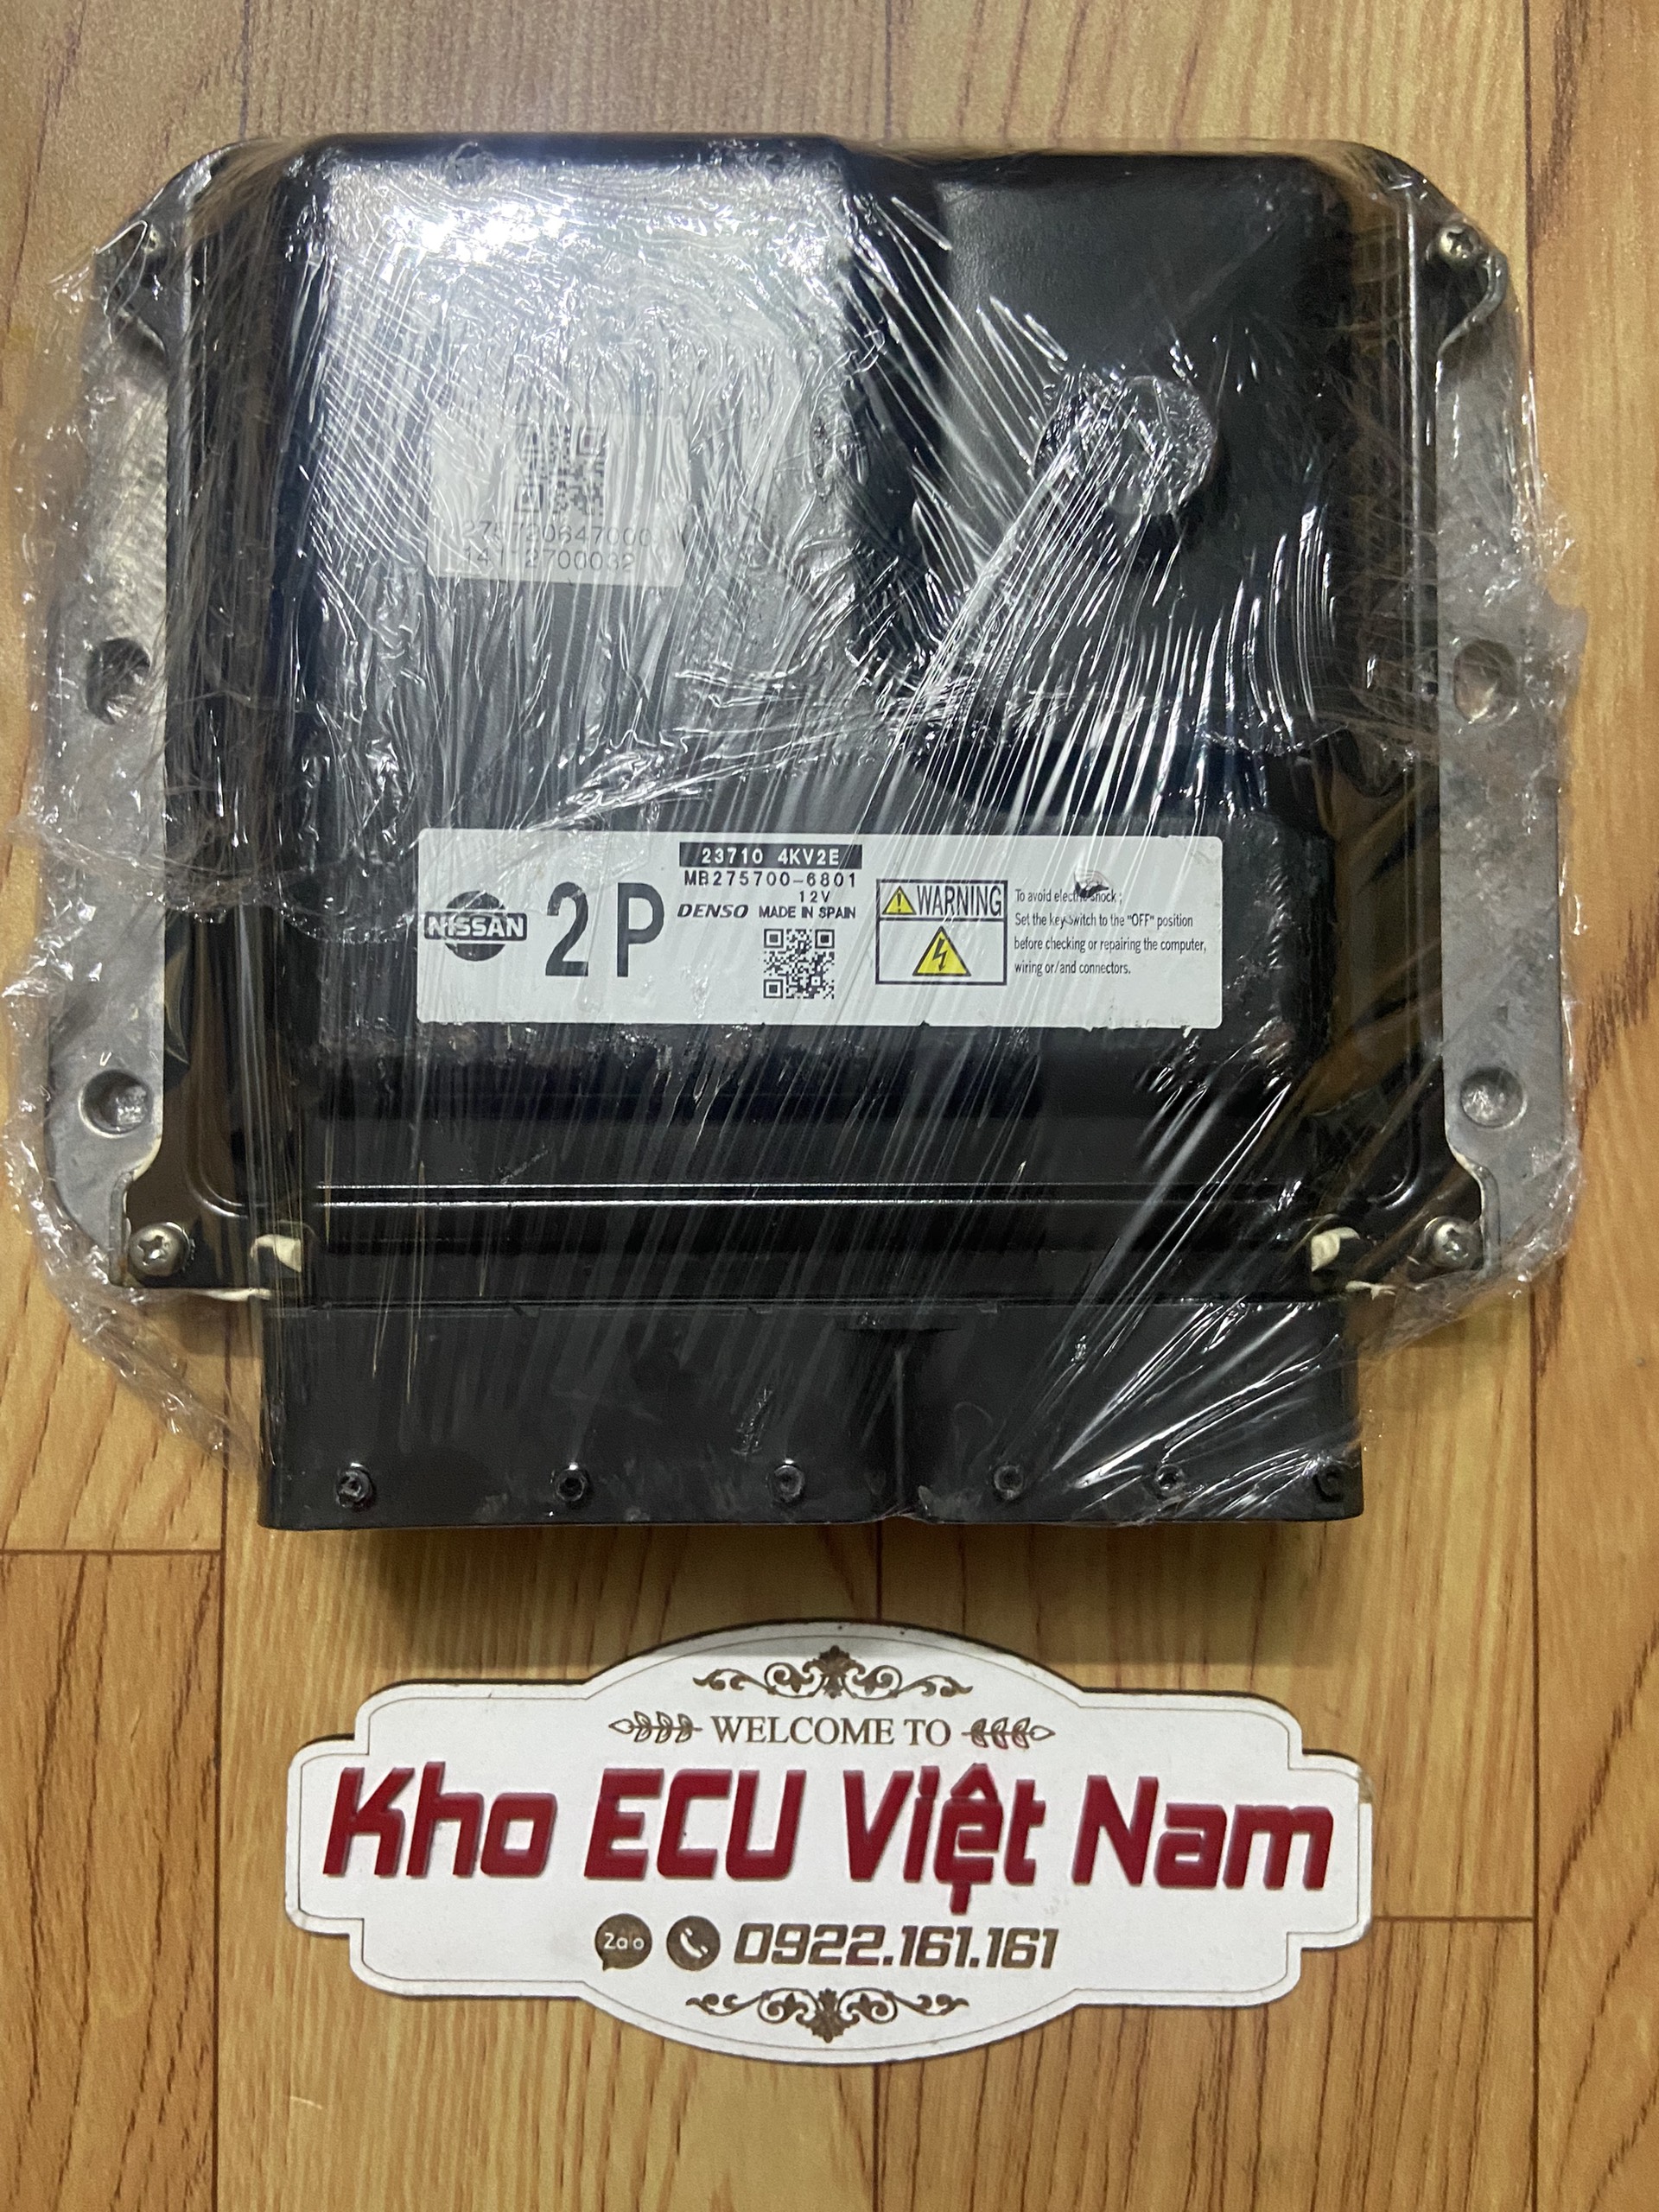 275720647000
141T2700032
NISSAN
2P
23710 4KV2E
MB275700-6801
12V
DENSO MADE IN SPAIN
WARNING
To avoid electric shock ;
Set the key switch to the "OFF" position
before checking or repairing the computer,
wiring or/and connectors.
WELCOME TO
Kho ECU Việt Nam
Zalo 0922.161.161